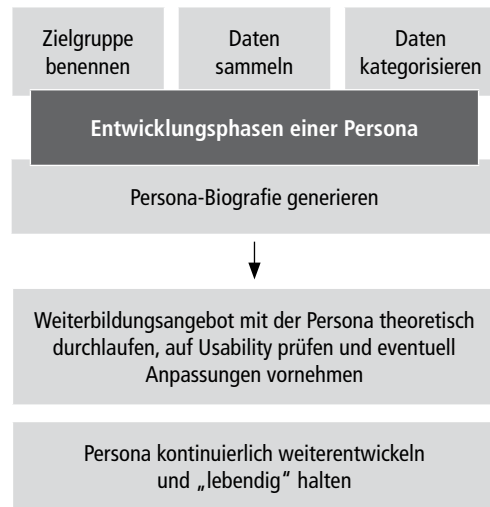 Zielgruppe
benennen
Daten
sammeln
Daten
kategorisieren
Entwicklungsphasen einer Persona
Persona-Biografie generieren
Weiterbildungsangebot mit der Persona theoretisch
durchlaufen, auf Usability prüfen und eventuell
Anpassungen vornehmen
Persona kontinuierlich weiterentwickeln
und „lebendig“ halten